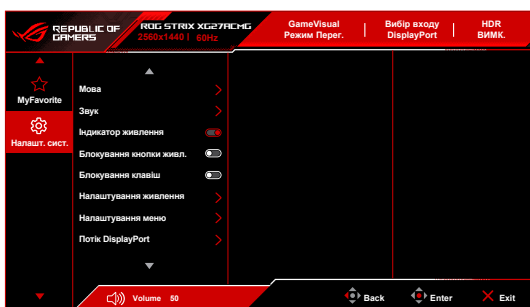 REPUBLIC OF
GAMERS
ROG STRIX XG27ACMG
2560x1440 | 60Hz
GameVisual
Режим Перег.
Вибір входу
DisplayPort
HDR
ВИМК.
MyFavorite
Налашт. сист.
Мова
Звук
Індикатор живлення
Блокування кнопки живл.
Блокування клавіш
Налаштування живлення
Налаштування меню
Потік DisplayPort
Volume 50
Back
Enter
Exit